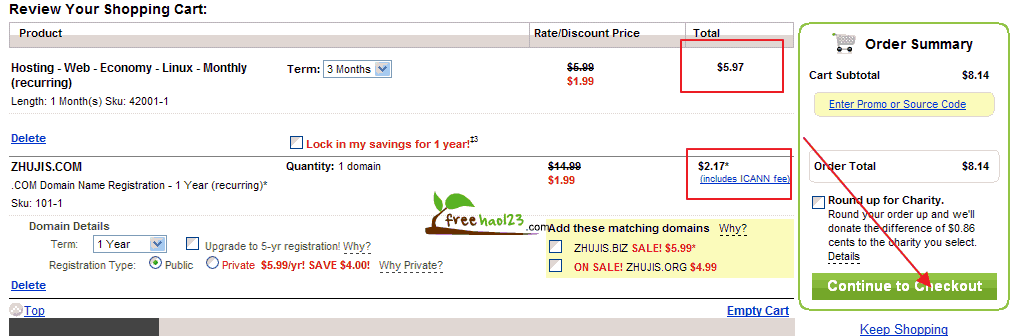 Review Your Shopping Cart:
Product Rate/Discount Price Total
Hosting - Web - Economy - Linux - Monthly (recurring)
Length: 1 Month(s) Sku: 42001-1
Term: 3 Months
$5.99
$1.99
$5.97
Delete
Lock in my savings for 1 year!‡3
ZHUJIS.COM
.COM Domain Name Registration - 1 Year (recurring)*
Sku: 101-1
Quantity: 1 domain
$14.99
$1.99
$2.17*
(includes ICANN fee)
freehao123.com
Domain Details
Term: 1 Year
Upgrade to 5-yr registration! Why?
Registration Type: Public Private $5.99/yr! SAVE $4.00! Why Private?
Add these matching domains Why?
ZHUJIS.BIZ SALE! $5.99*
ON SALE! ZHUJIS.ORG $4.99
Delete
Top
Empty Cart
Order Summary
Cart Subtotal $8.14
Enter Promo or Source Code
Order Total $8.14
Round up for Charity.
Round your order up and we'll
donate the difference of $0.86
cents to the charity you select.
Details
Continue to Checkout
Keep Shopping